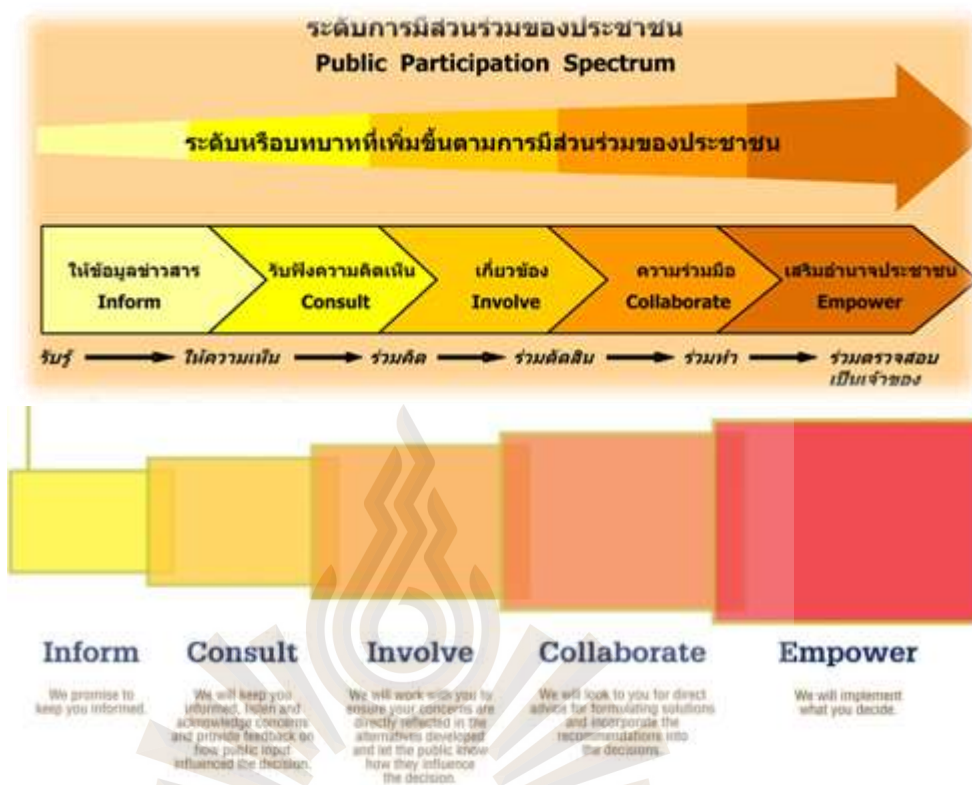 ระดับการมีส่วนร่วมของประชาชน
Public Participation Spectrum
ระดับหรือบทบาทที่เพิ่มขึ้นตามการมีส่วนร่วมของประชาชน
ให้ข้อมูลข่าวสาร
Inform
รับฟังความคิดเห็น
Consult
เกี่ยวข้อง
Involve
ความร่วมมือ
Collaborate
เสริมอำนาจประชาชน
Empower
รับรู้ ให้ความเห็น ร่วมคิด ร่วมตัดสิน ร่วมทำ ร่วมตรวจสอบ
เป็นเจ้าของ
Inform
We promise to
keep you informed.
Consult
We will keep you
informed, listen and
acknowledge concerns
and provide feedback on
how public input
influenced the decision.
Involve
We will work with you to
ensure your concerns are
directly reflected in the
alternatives developed
and let the public know
how they influence
the decision.
Collaborate
We will look to you for direct
advice for formulating solutions
and incorporate the
recommendations into
the decisions.
Empower
We will implement
what you decide.